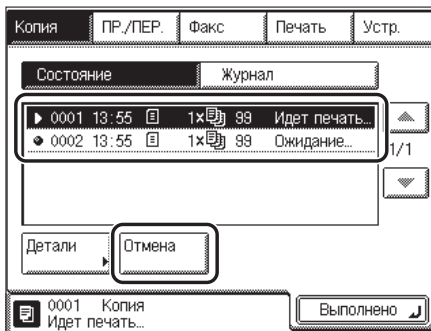 Копия ПР./ПЕР. Факс Печать Устр.
Состояние Журнал
0001 13:55 1x 99 Идет печать...
0002 13:55 1x 99 Ожидание...
1/1
Детали Отмена
0001 Копия
Идет печать...
Выполнено